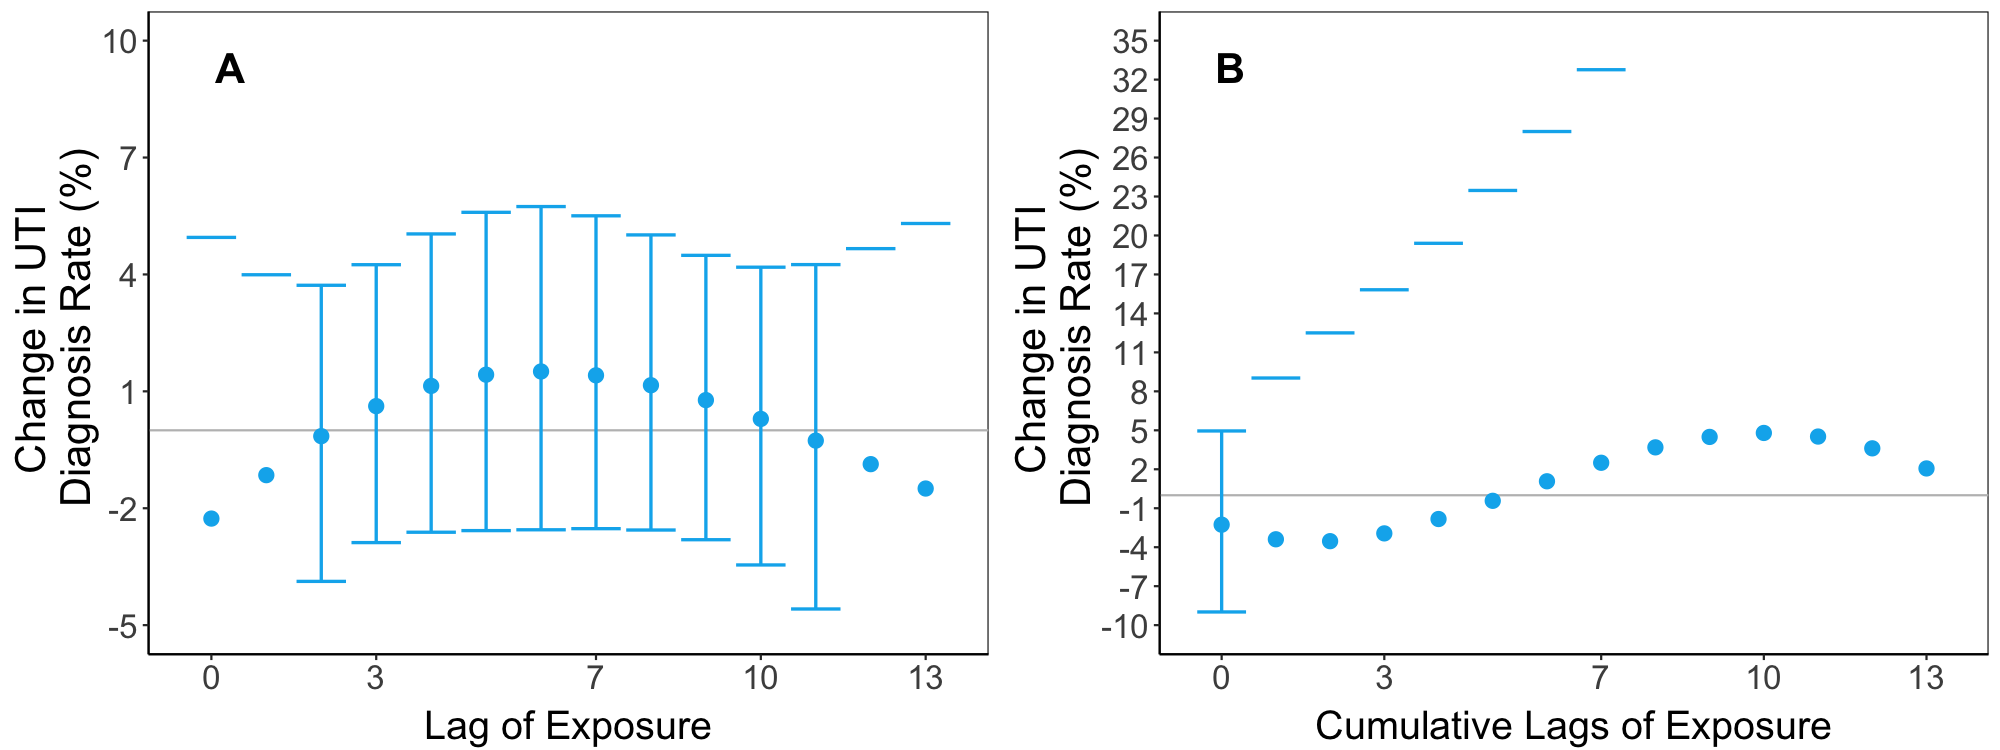 A
Change in UTI
Diagnosis Rate (%)
10
7
4
1
-2
-5
0 3 7 10 13
Lag of Exposure
B
Change in UTI
Diagnosis Rate (%)
35
32
29
26
23
20
17
14
11
8
5
2
-1
-4
-7
-10
0 3 7 10 13
Cumulative Lags of Exposure